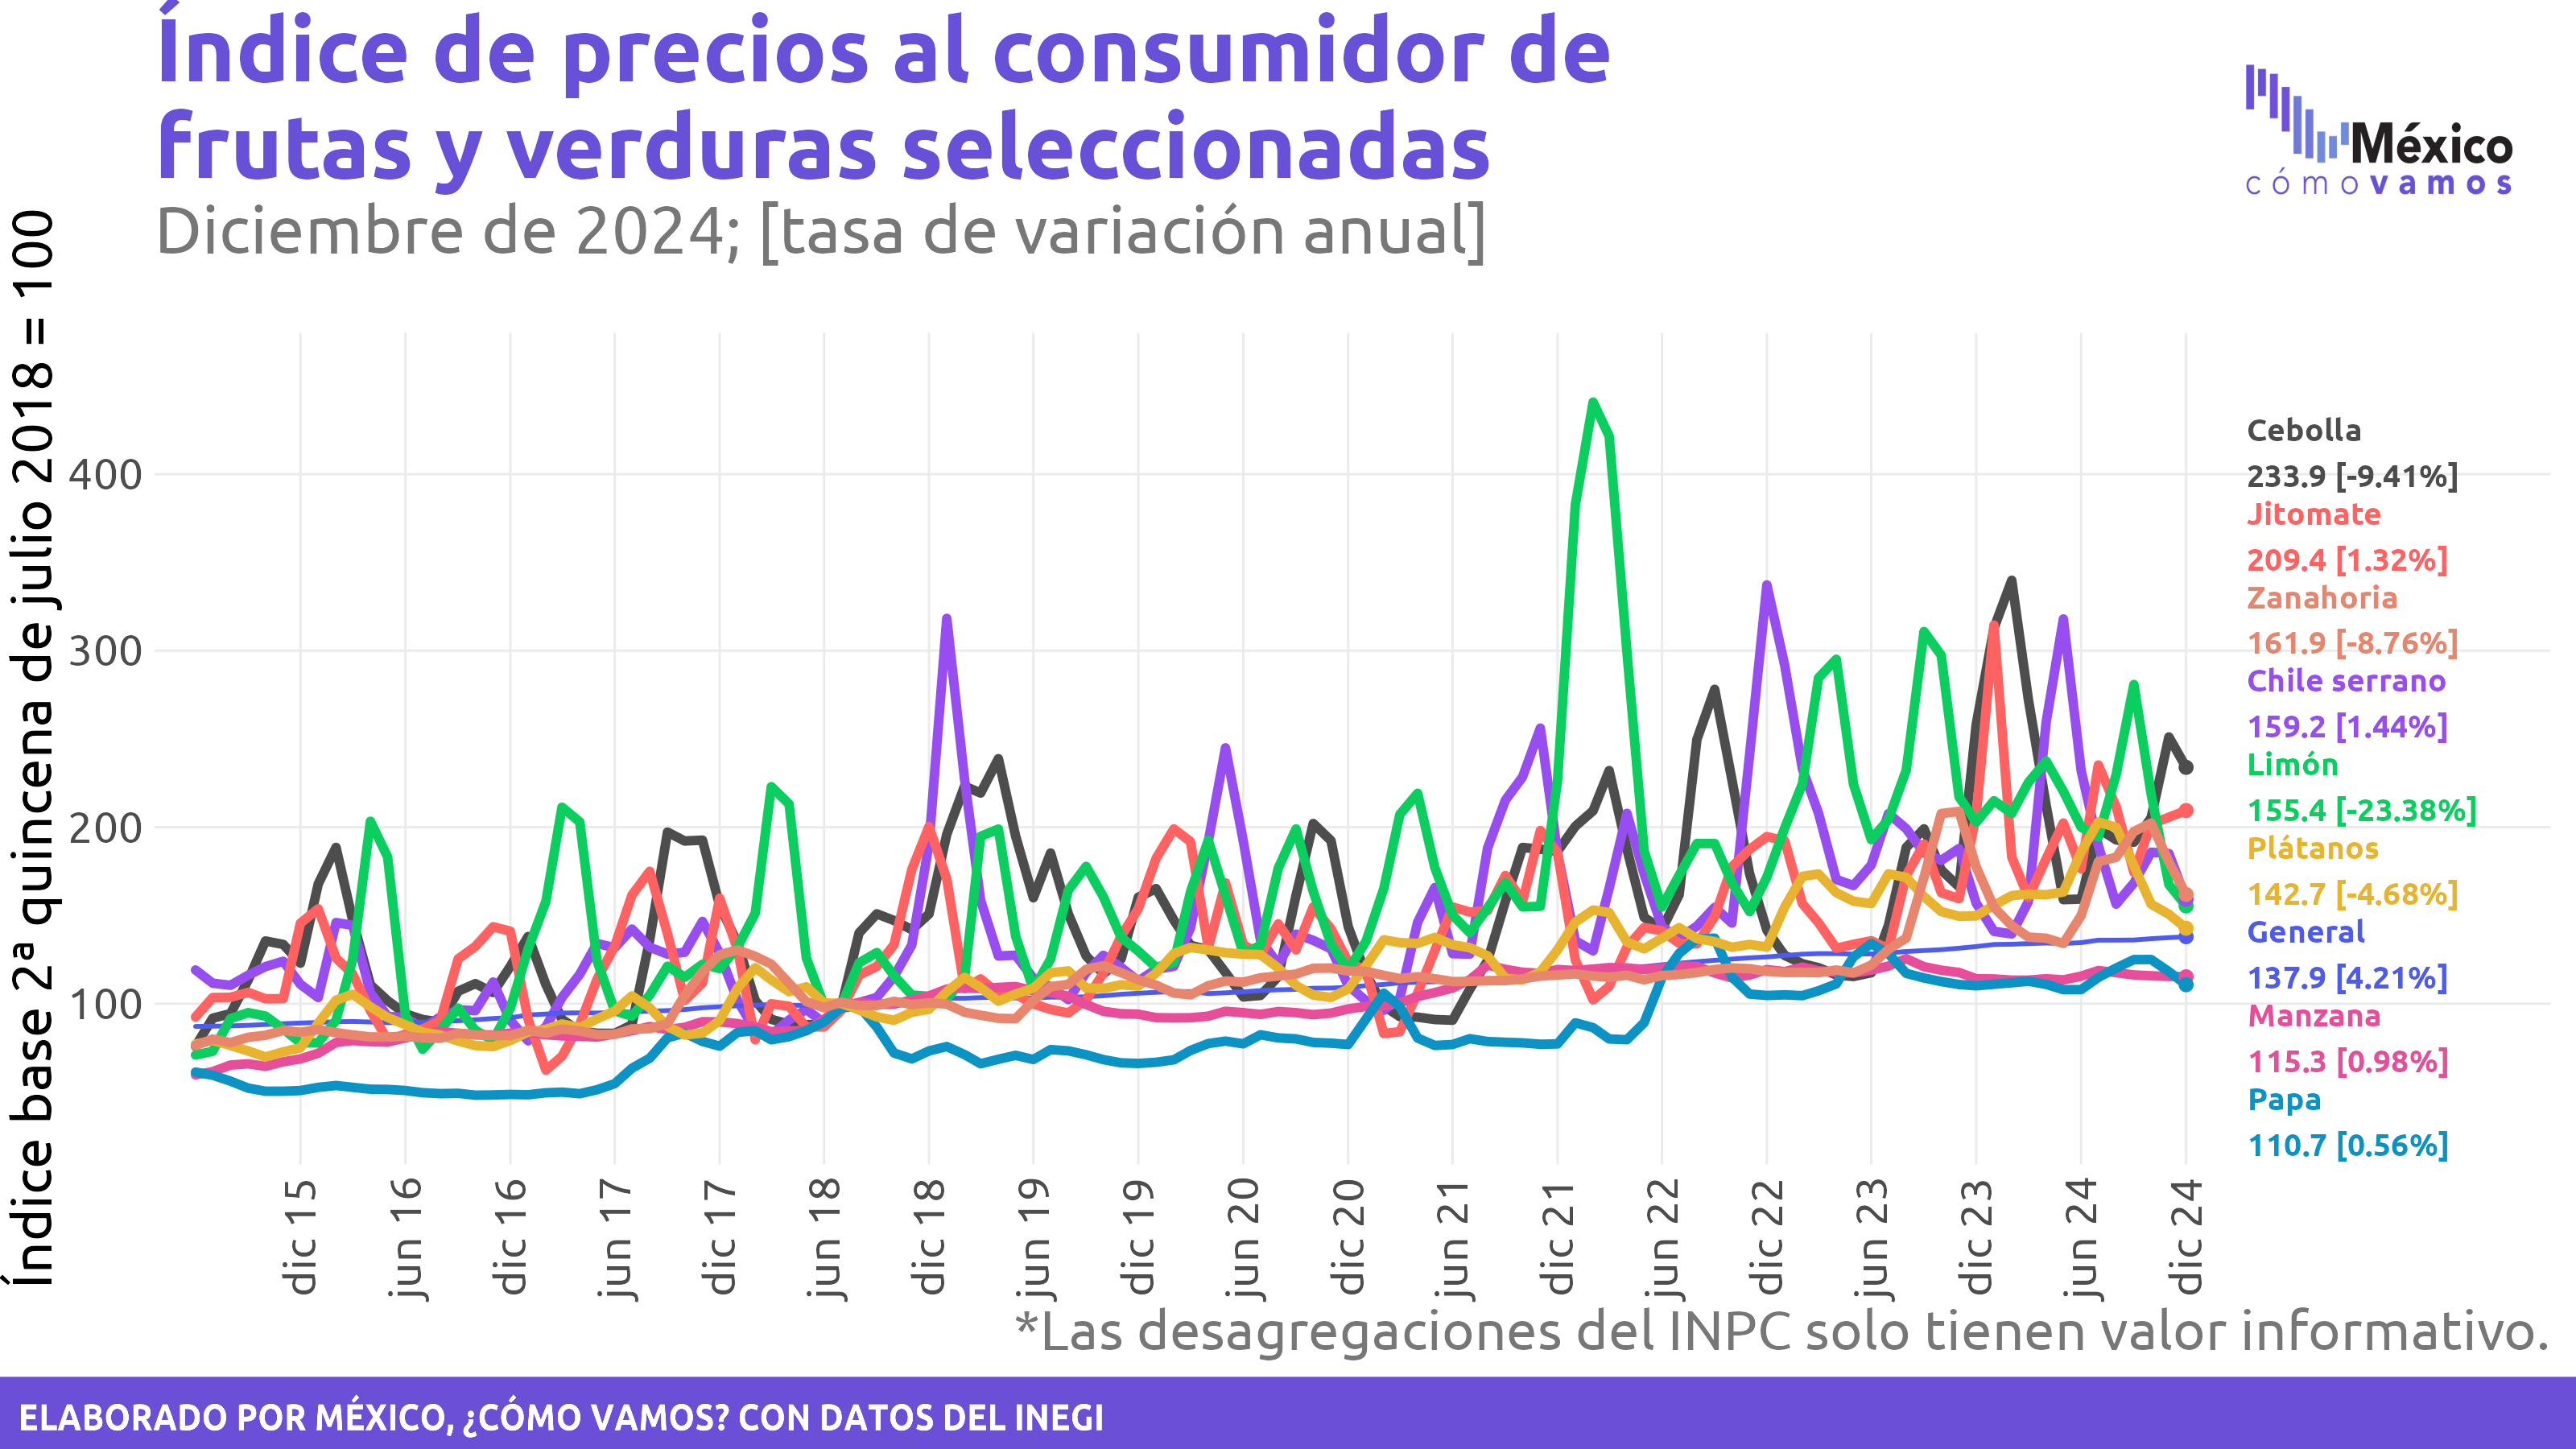 Índice de precios al consumidor de
frutas y verduras seleccionadas
Diciembre de 2024; [tasa de variación anual]
México
cómo vamos
Índice base 2ª quincena de julio 2018 = 100
400
300
200
100
Cebolla
233.9 [-9.41%]
Jitomate
209.4 [1.32%]
Zanahoria
161.9 [-8.76%]
Chile serrano
159.2 [1.44%]
Limón
155.4 [-23.38%]
Plátanos
142.7 [-4.68%]
General
137.9 [4.21%]
Manzana
115.3 [0.98%]
Papa
110.7 [0.56%]
dic 15
jun 16
dic 16
jun 17
dic 17
jun 18
dic 18
jun 19
dic 19
jun 20
dic 20
jun 21
dic 21
jun 22
dic 22
jun 23
dic 23
jun 24
dic 24
*Las desagregaciones del INPC solo tienen valor informativo.
ELABORADO POR MÉXICO, ¿CÓMO VAMOS? CON DATOS DEL INEGI